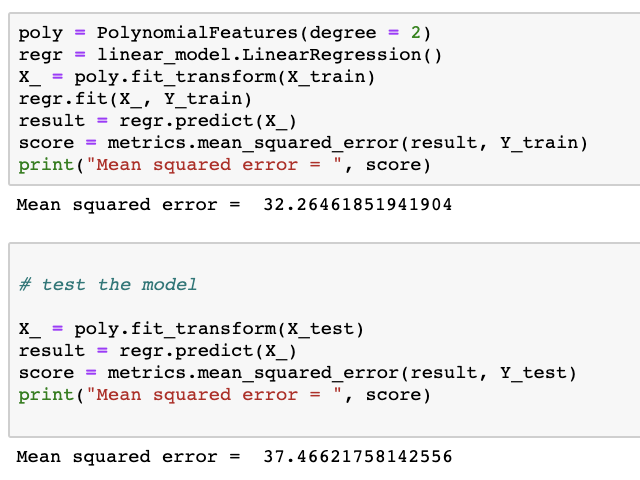 poly = PolynomialFeatures(degree = 2)
regr = linear_model.LinearRegression()
X_ = poly.fit_transform(X_train)
regr.fit(X_, Y_train)
result = regr.predict(X_)
score = metrics.mean_squared_error(result, Y_train)
print("Mean squared error = ", score)
Mean squared error =  32.26461851941904
# test the model
X_ = poly.fit_transform(X_test)
result = regr.predict(X_)
score = metrics.mean_squared_error(result, Y_test)
print("Mean squared error = ", score)
Mean squared error =  37.46621758142556